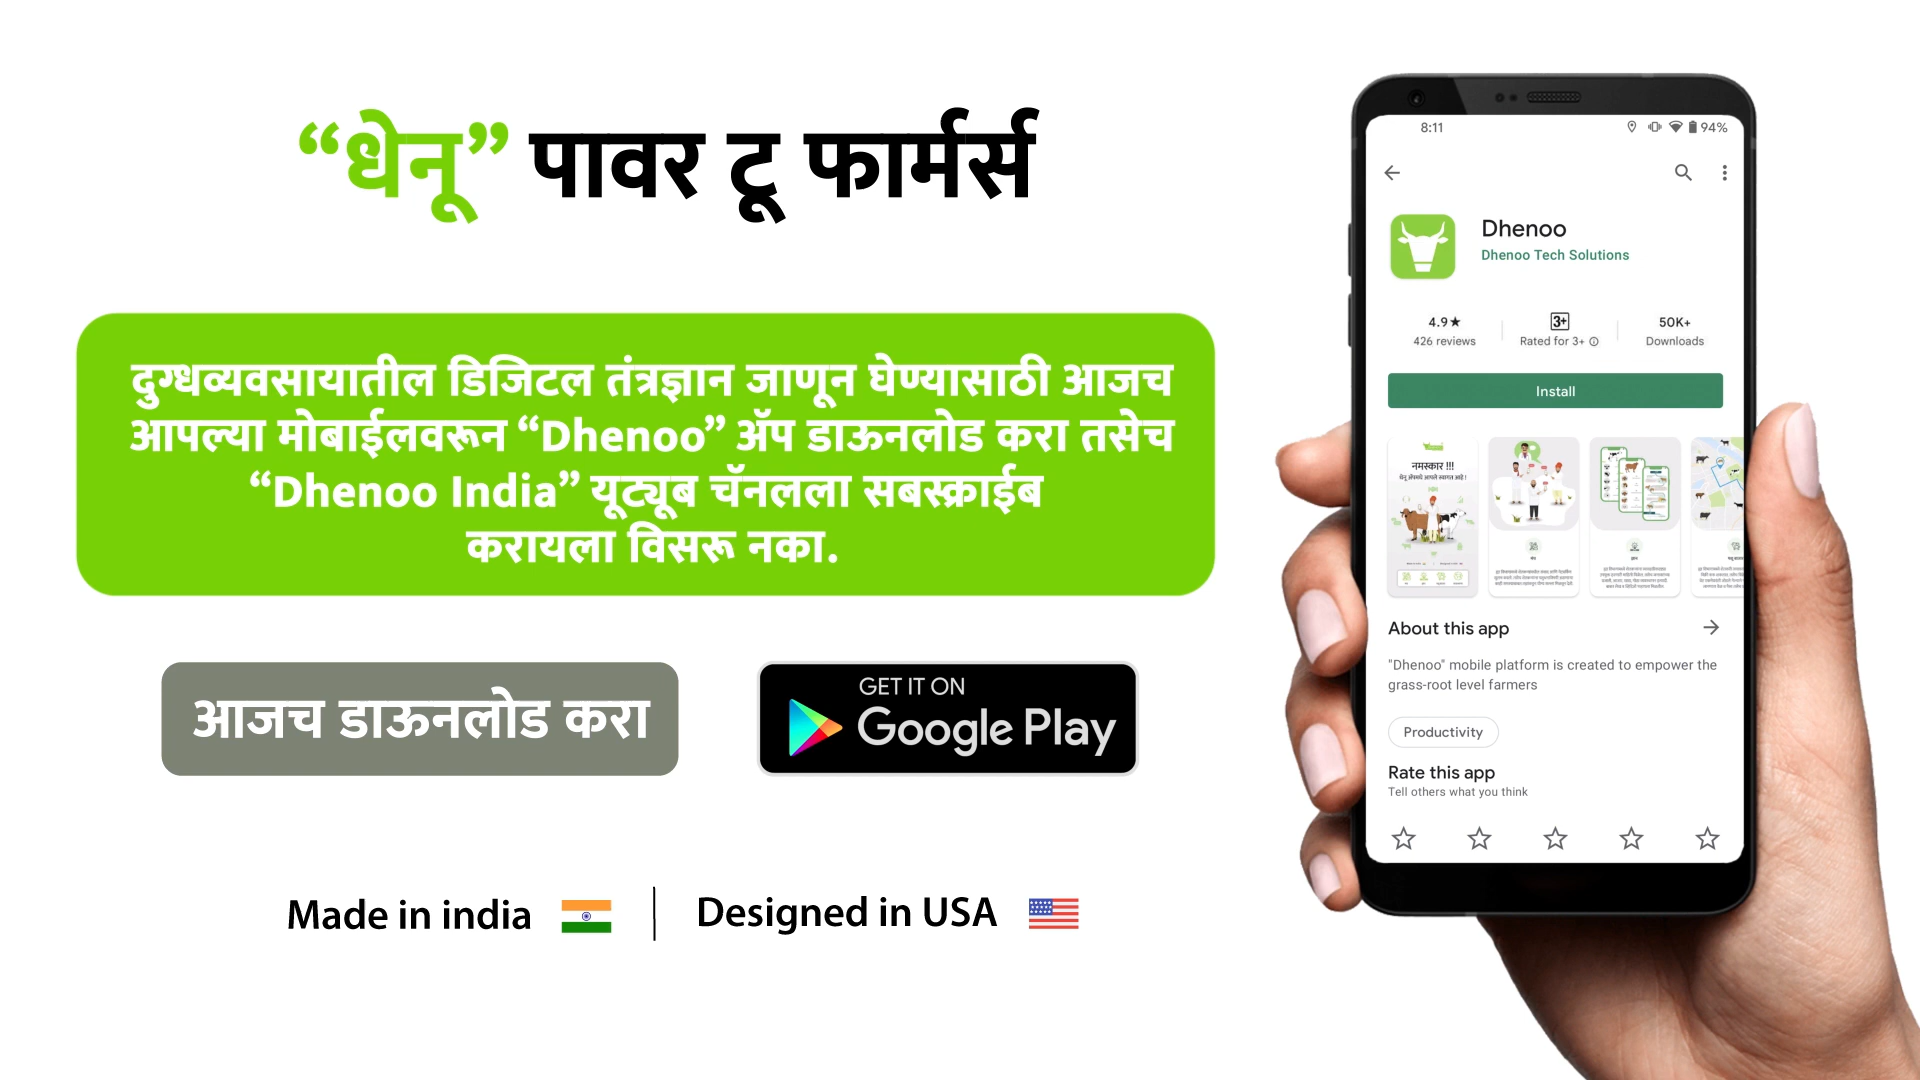 “धेनू” पावर टू फार्मर्स
दुग्धव्यवसायातील डिजिटल तंत्रज्ञान जाणून घेण्यासाठी आजच
आपल्या मोबाईलवरून “Dhenoo” ॲप डाऊनलोड करा तसेच
“Dhenoo India” यूट्यूब चॅनलला सबस्क्राईब
करायला विसरू नका.
आजच डाऊनलोड करा
GET IT ON
Google Play
Made in india
Designed in USA
8:11
94%
Dhenoo
Dhenoo Tech Solutions
4.9★
426 reviews
3+
Rated for 3+
50K+
Downloads
Install
नमस्कार !!!
धेनू ॲपमधे आपले स्वागत आहे !
About this app
"Dhenoo" mobile platform is created to empower the
grass-root level farmers
Productivity
Rate this app
Tell others what you think